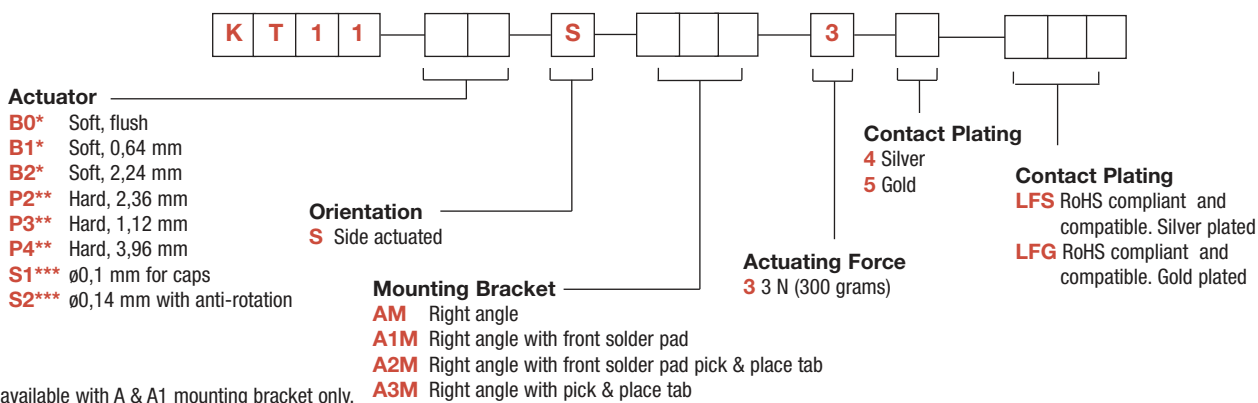 K T 1 1 S 3
Actuator
B0* Soft, flush
B1* Soft, 0,64 mm
B2* Soft, 2,24 mm
P2** Hard, 2,36 mm
P3** Hard, 1,12 mm
P4** Hard, 3,96 mm
S1*** ø0,1 mm for caps
S2*** ø0,14 mm with anti-rotation
Orientation
S Side actuated
Mounting Bracket
AM Right angle
A1M Right angle with front solder pad
A2M Right angle with front solder pad pick & place tab
A3M Right angle with pick & place tab
Actuating Force
3 3 N (300 grams)
Contact Plating
4 Silver
5 Gold
Contact Plating
LFS RoHS compliant and
compatible. Silver plated
LFG RoHS compliant and
compatible. Gold plated
available with A & A1 mounting bracket only.